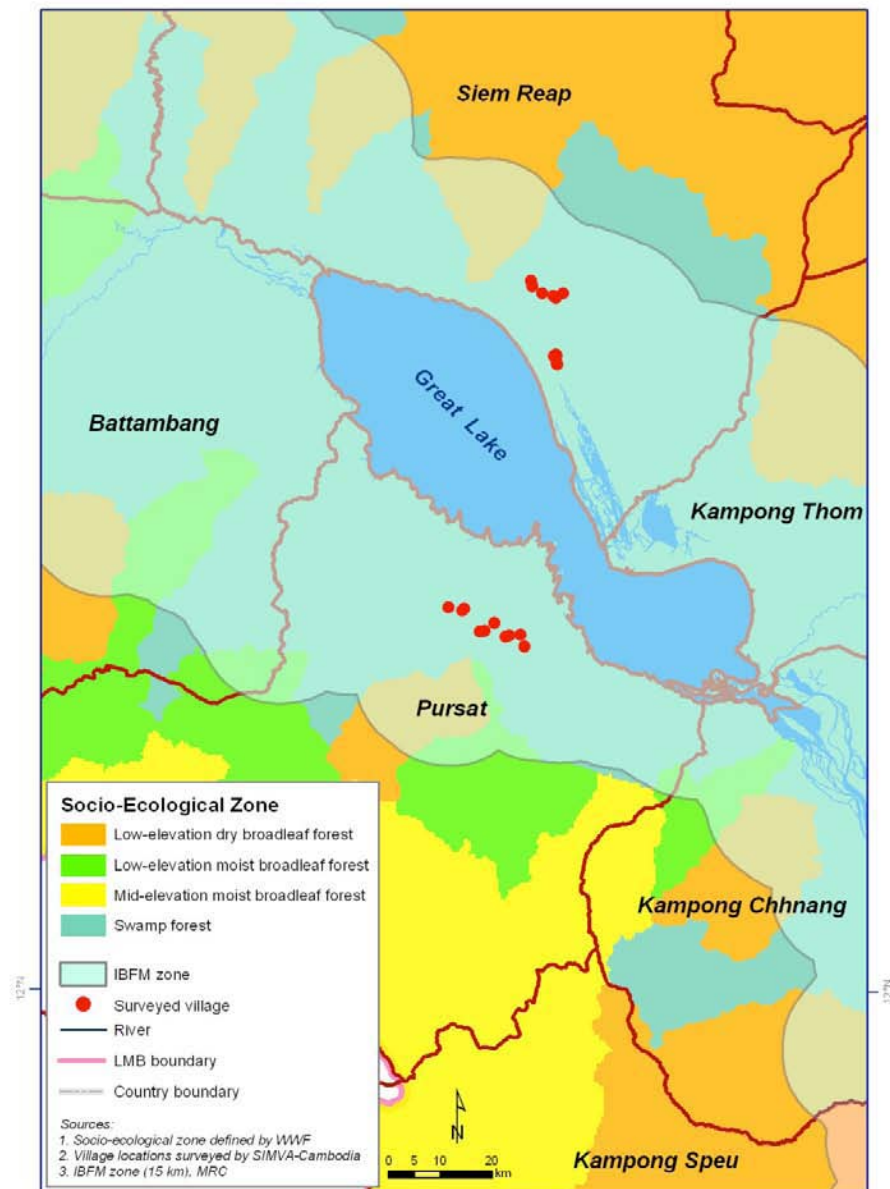 Siem Reap
Great Lake
Battambang
Kampong Thom
Pursat
Kampong Chhnang
Kampong Speu
12°N
12°N
Socio-Ecological Zone
Low-elevation dry broadleaf forest
Low-elevation moist broadleaf forest
Mid-elevation moist broadleaf forest
Swamp forest
IBFM zone
Surveyed village
River
LMB boundary
Country boundary
Sources:
1. Socio-ecological zone defined by WWF
2. Village locations surveyed by SIMVA-Cambodia
3. IBFM zone (15 km), MRC
N
0 5 10 20
km